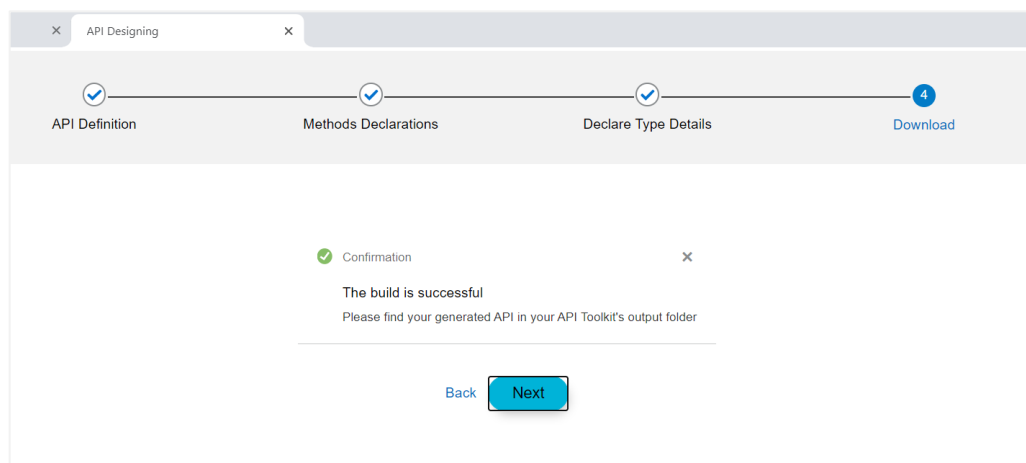 API Designing
4
API Definition
Methods Declarations
Declare Type Details
Download
Confirmation
The build is successful
Please find your generated API in your API Toolkit's output folder
Back
Next